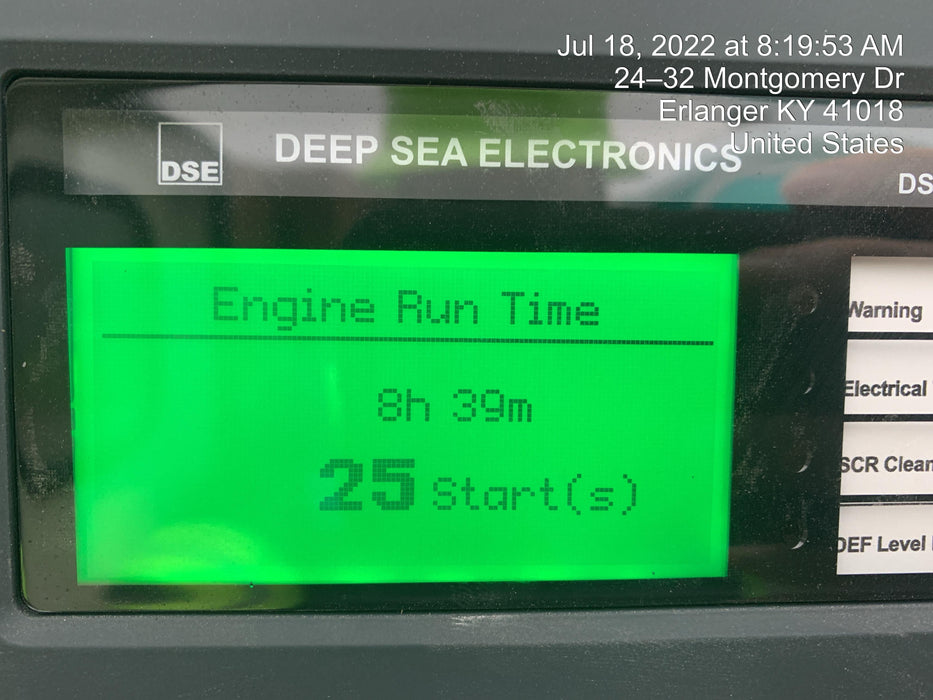 Jul 18, 2022 at 8:19:53 AM
24–32 Montgomery Dr
Erlanger KY 41018
United States
DSE
DEEP SEA ELECTRONICS
DS
Engine Run Time
8h 39m
25 Start(s)
Warning
Electrical
SCR Clean
DEF Level